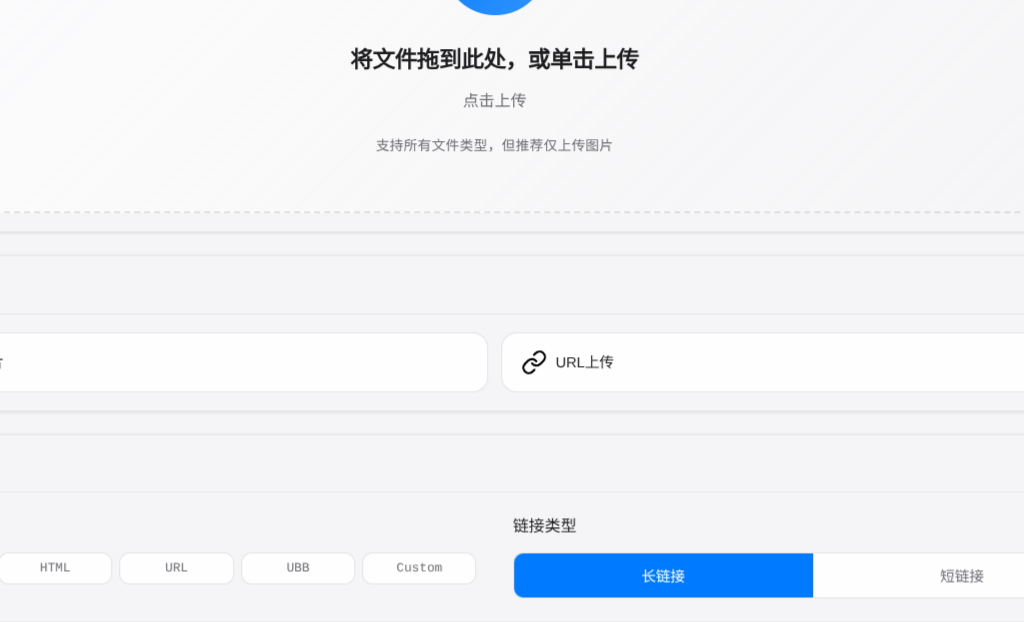 将文件拖到此处，或单击上传
点击上传
支持所有文件类型，但推荐仅上传图片
URL上传
链接类型
HTML
URL
UBB
Custom
长链接
短链接